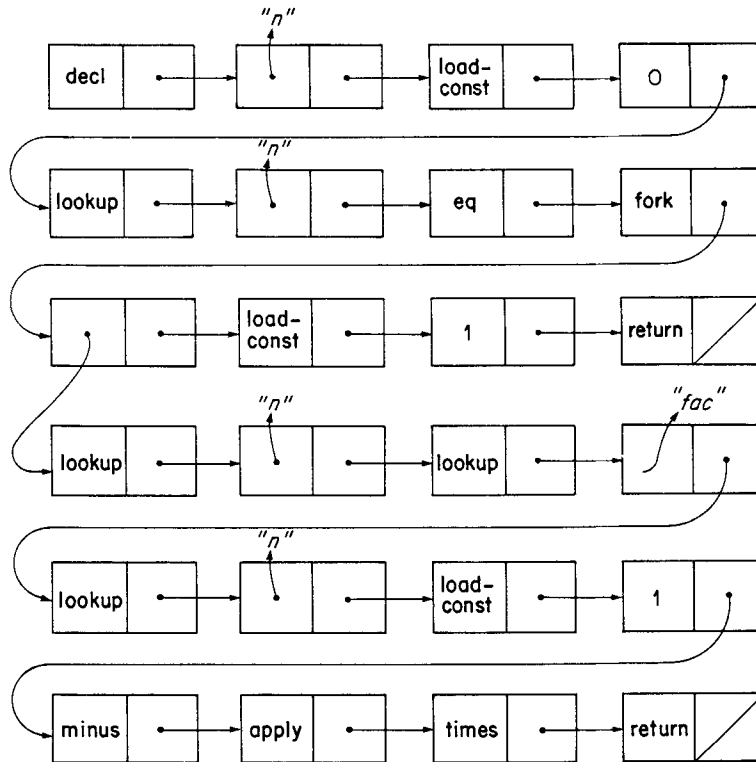 "n"
decl load-const 0
"n"
lookup eq fork
load-const 1 return
"n" "fac"
lookup lookup
"n"
lookup load-const 1
minus apply times return